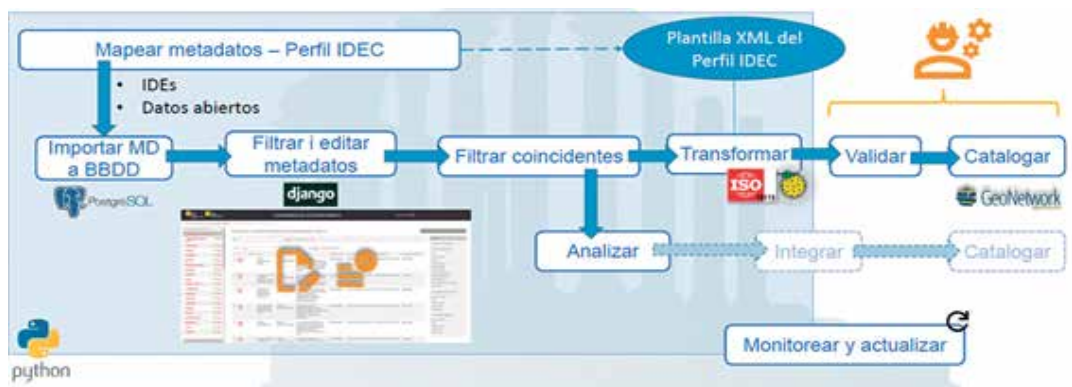 Mapear metadatos – Perfil IDEC
Plantilla XML del
Perfil IDEC
• IDEs
• Datos abiertos
Importar MD
a BBDD
Filtrar i editar
metadatos
Filtrar coincidentes
Transformar
Validar
Catalogar
PostgreSQL
django
ISO
GeoNetwork
Analizar
Integrar
Catalogar
Monitorear y actualizar
python